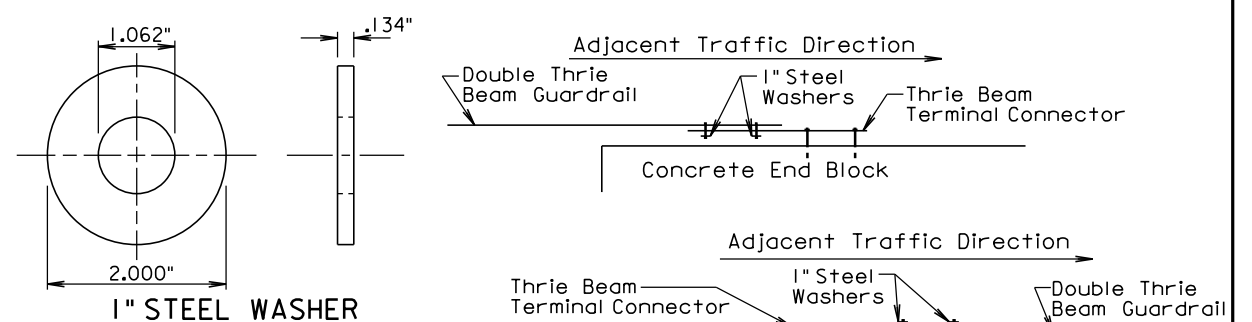 1.062"
.134"
2.000"
1" STEEL WASHER
Adjacent Traffic Direction
Double Thrie
Beam Guardrail
1" Steel
Washers
Thrie Beam
Terminal Connector
Concrete End Block
Adjacent Traffic Direction
Thrie Beam
Terminal Connector
1" Steel
Washers
Double Thrie
Beam Guardrail